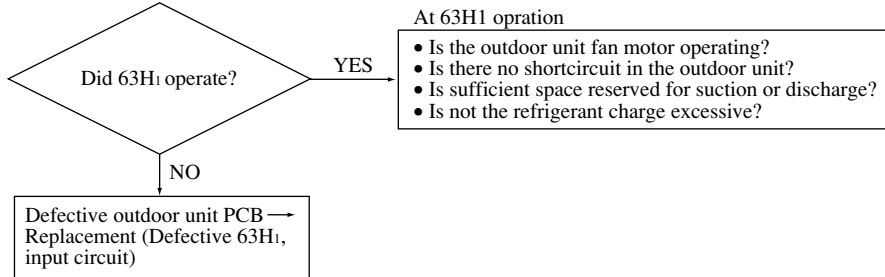 At 63H1 opration
Did 63H1 operate?
YES
• Is the outdoor unit fan motor operating?
• Is there no shortcircuit in the outdoor unit?
• Is sufficient space reserved for suction or discharge?
• Is not the refrigerant charge excessive?
NO
Defective outdoor unit PCB →
Replacement (Defective 63H1,
input circuit)